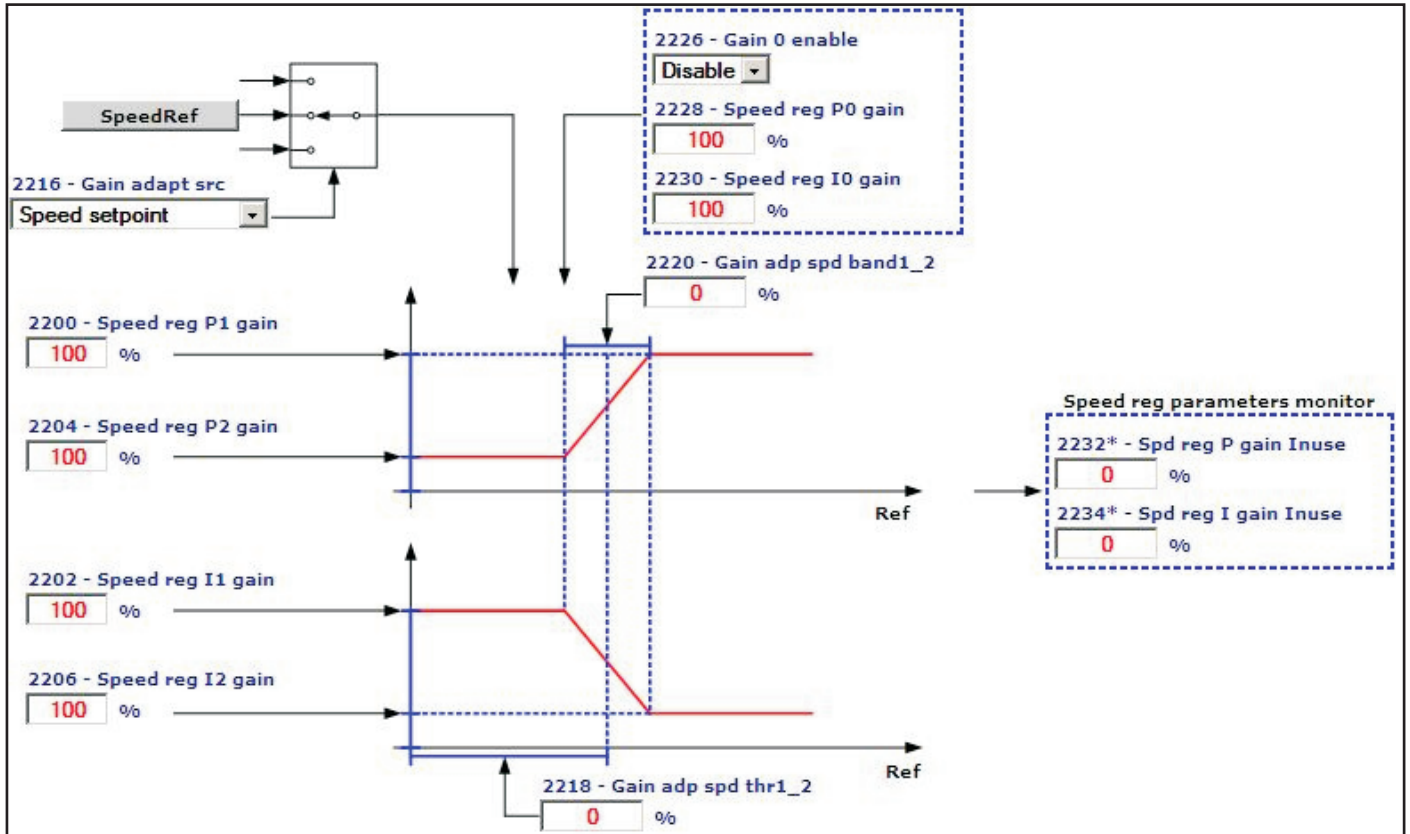 2226 - Gain 0 enable
Disable
2228 - Speed reg P0 gain
100 %
2230 - Speed reg I0 gain
100 %
SpeedRef
2216 - Gain adapt src
Speed setpoint
2220 - Gain adp spd band1_2
0 %
2200 - Speed reg P1 gain
100 %
2204 - Speed reg P2 gain
100 %
Ref
Speed reg parameters monitor
2232* - Spd reg P gain Inuse
0 %
2234* - Spd reg I gain Inuse
0 %
2202 - Speed reg I1 gain
100 %
2206 - Speed reg I2 gain
100 %
Ref
2218 - Gain adp spd thr1_2
0 %